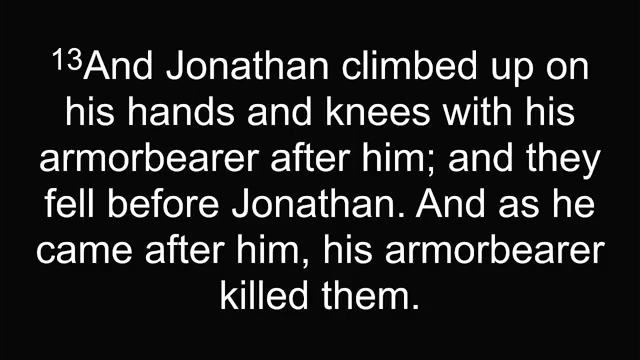 13And Jonathan climbed up on
his hands and knees with his
armorbearer after him; and they
fell before Jonathan. And as he
came after him, his armorbearer
killed them.